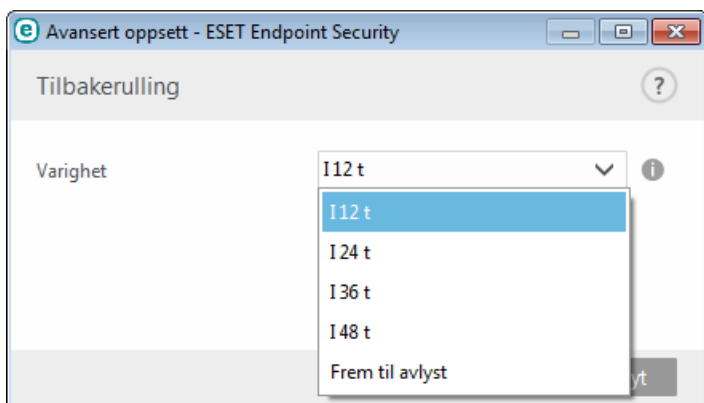 e Avansert oppsett - ESET Endpoint Security
Tilbakerulling ?
Varighet I 12 t i
I 12 t
I 24 t
I 36 t
I 48 t
Frem til avlyst